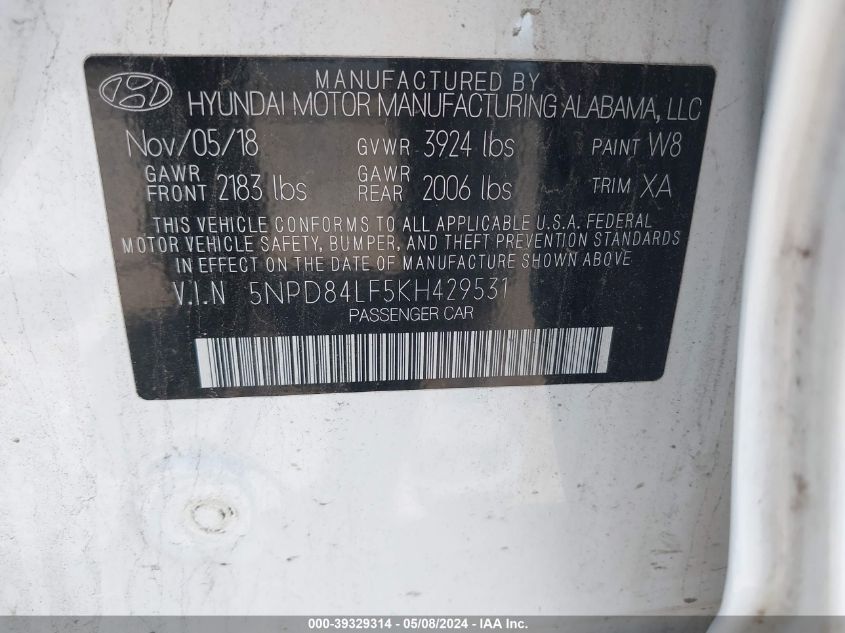 MANUFACTURED BY
HYUNDAI MOTOR MANUFACTURING ALABAMA, LLC
Nov/05/18 GVWR 3924 lbs PAINT W8
GAWR FRONT 2183 lbs GAWR REAR 2006 lbs TRIM XA
THIS VEHICLE CONFORMS TO ALL APPLICABLE U.S.A. FEDERAL
MOTOR VEHICLE SAFETY, BUMPER, AND THEFT PREVENTION STANDARDS
IN EFFECT ON THE DATE OF MANUFACTURE SHOWN ABOVE.
V.I.N 5NPD84LF5KH429531
PASSENGER CAR
000-39329314 - 05/08/2024 - IAA Inc.